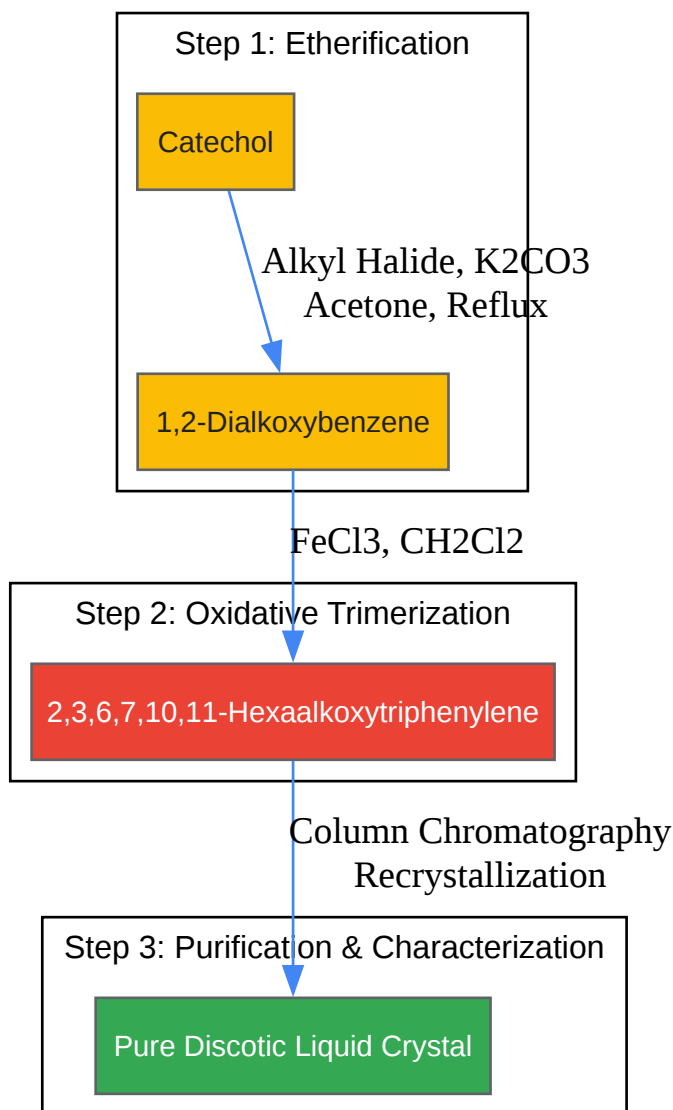 Step 1: Etherification
Catechol
Alkyl Halide, K2CO3
Acetone, Reflux
1,2-Dialkoxybenzene
FeCl3, CH2Cl2
Step 2: Oxidative Trimerization
2,3,6,7,10,11-Hexaalkoxytriphenylene
Column Chromatography
Recrystallization
Step 3: Purification & Characterization
Pure Discotic Liquid Crystal